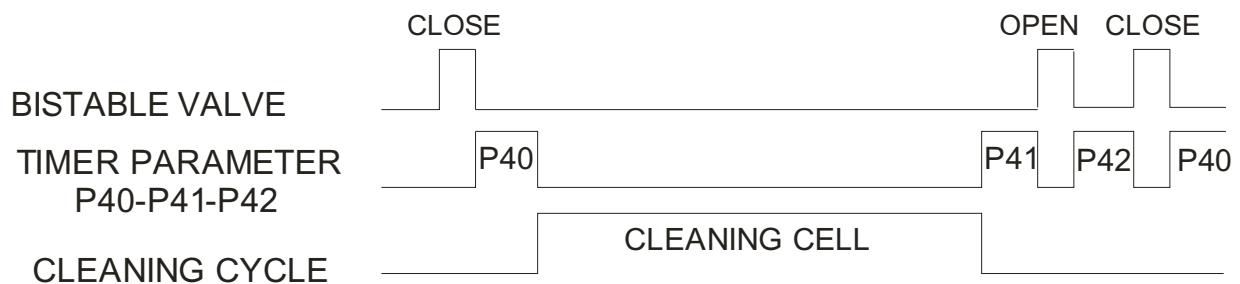 CLOSE OPEN CLOSE
BISTABLE VALVE
TIMER PARAMETER P40 P41 P42 P40
P40-P41-P42
CLEANING CELL
CLEANING CYCLE